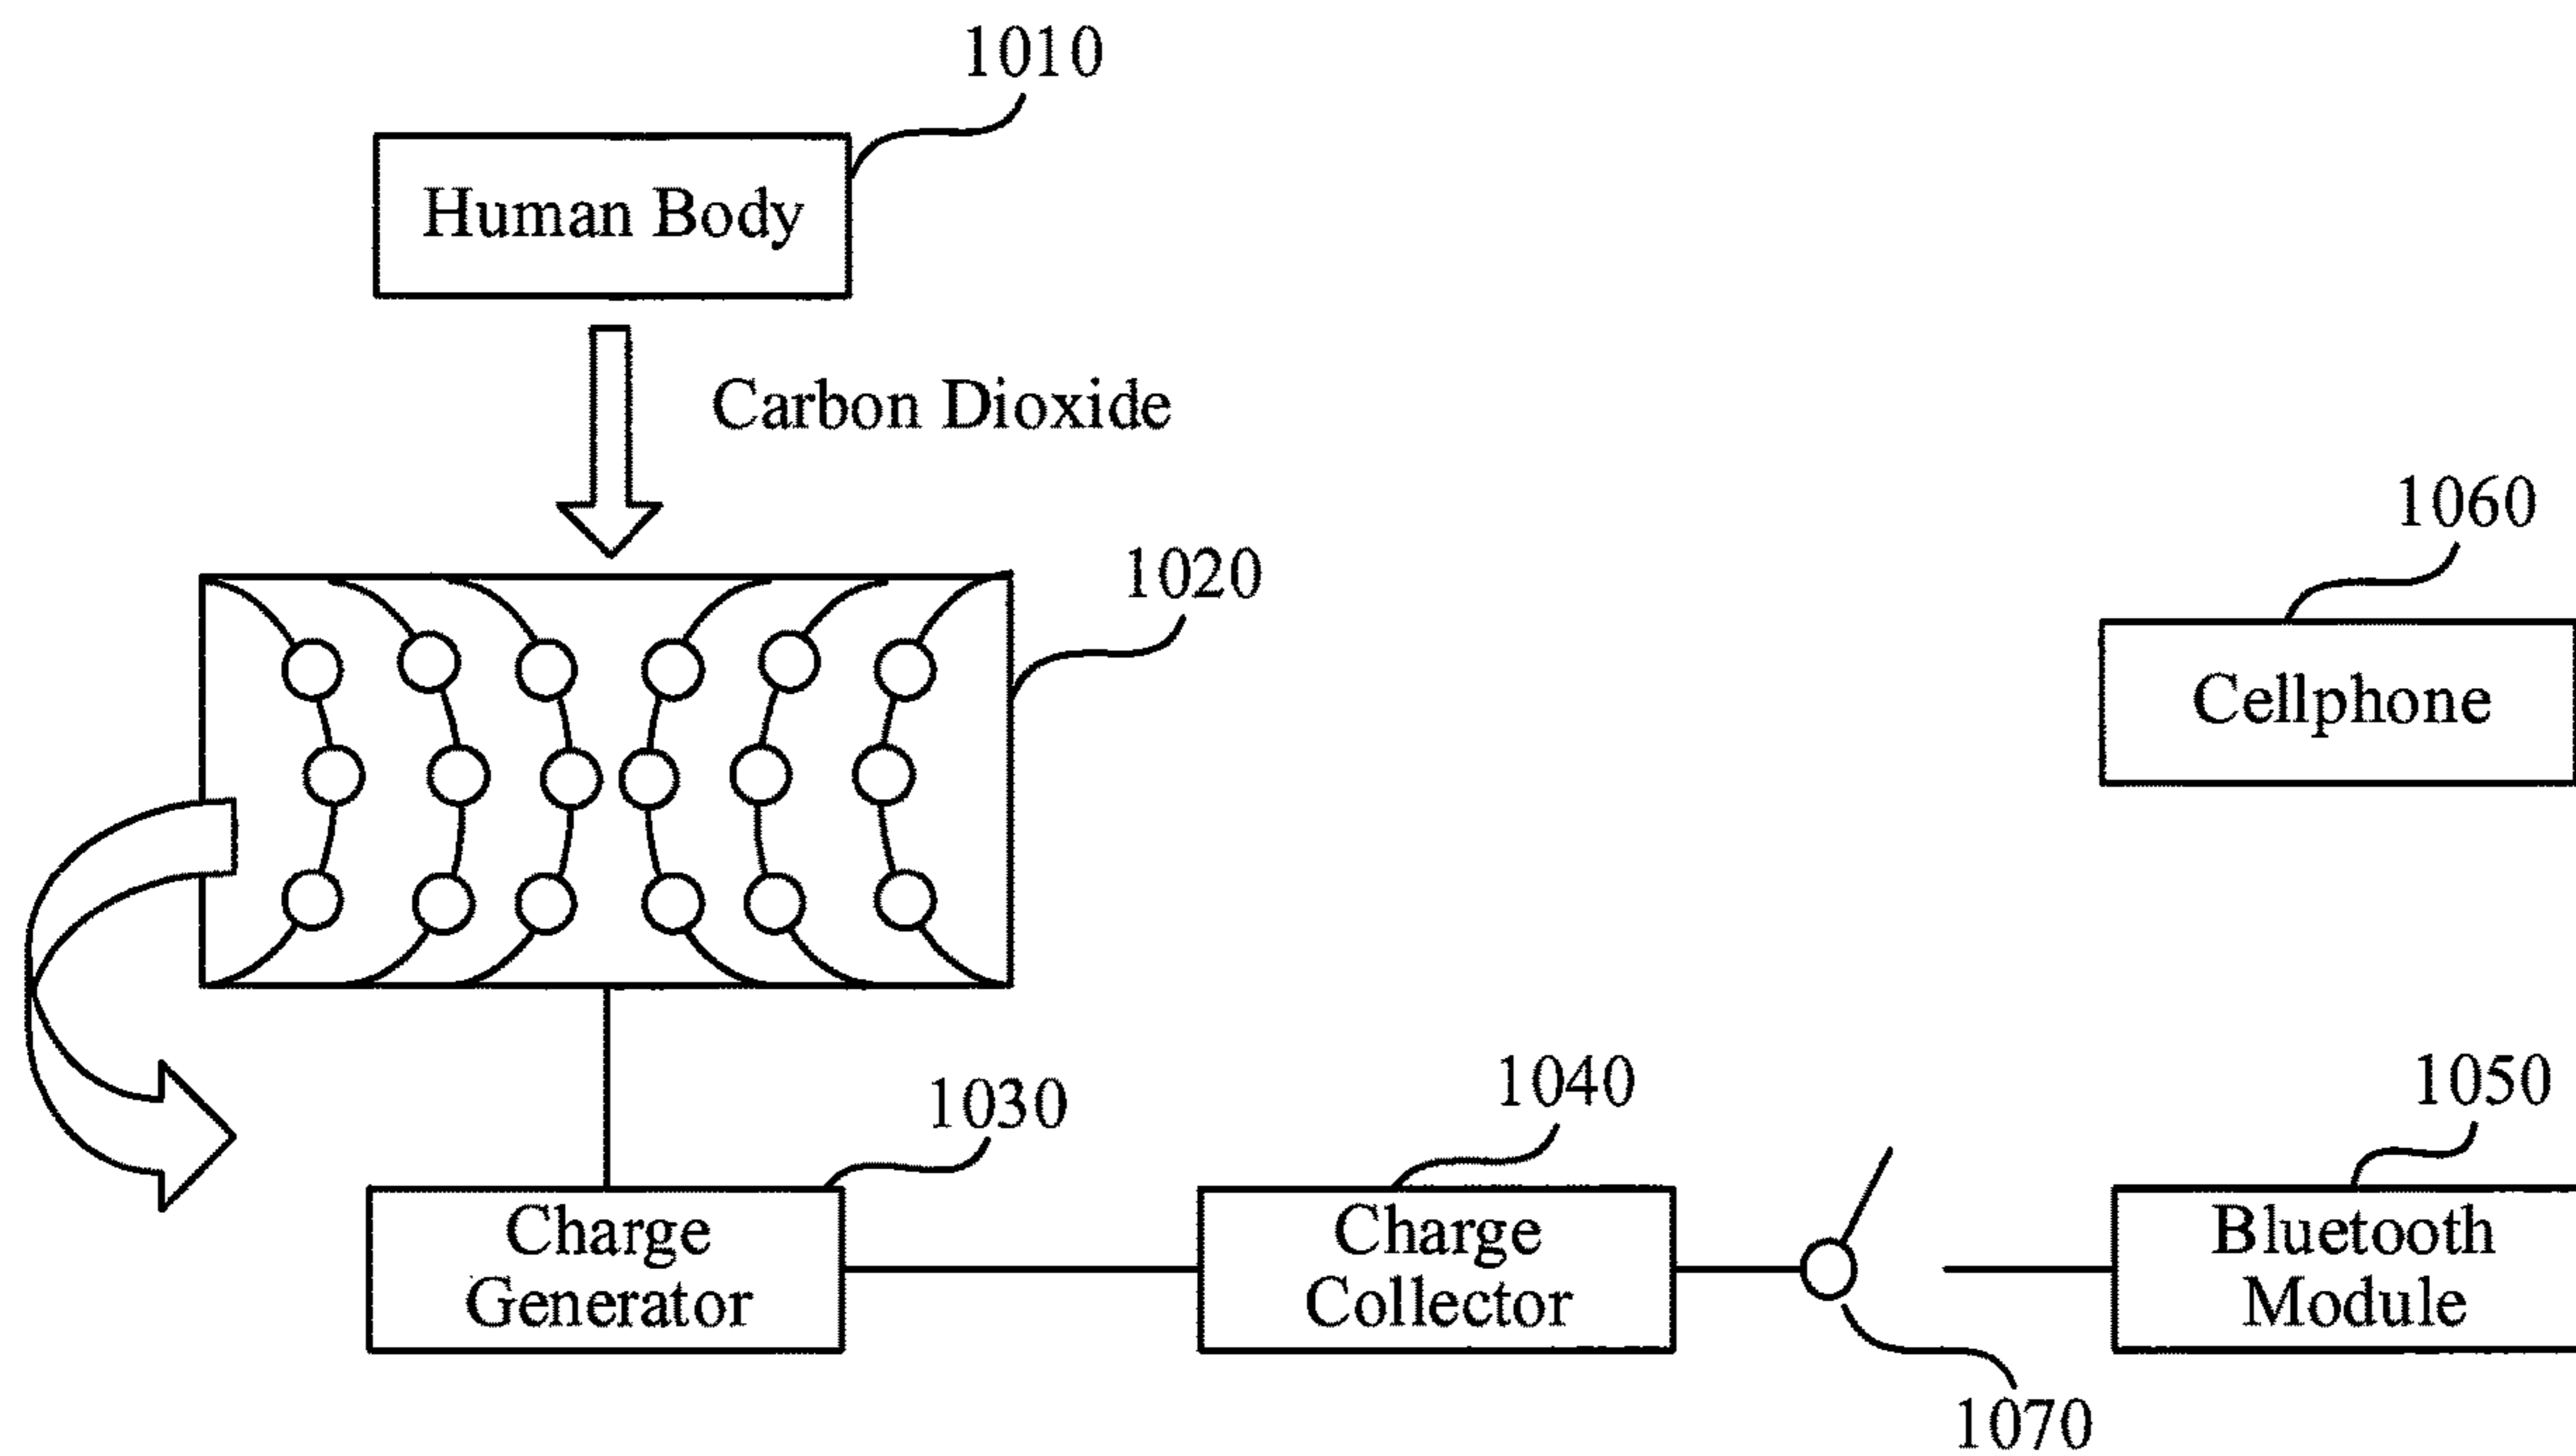 1010
Human Body
Carbon Dioxide
1060
1020
Cellphone
1030
1040
1050
Charge
Generator
Charge
Collector
Bluetooth
Module
1070